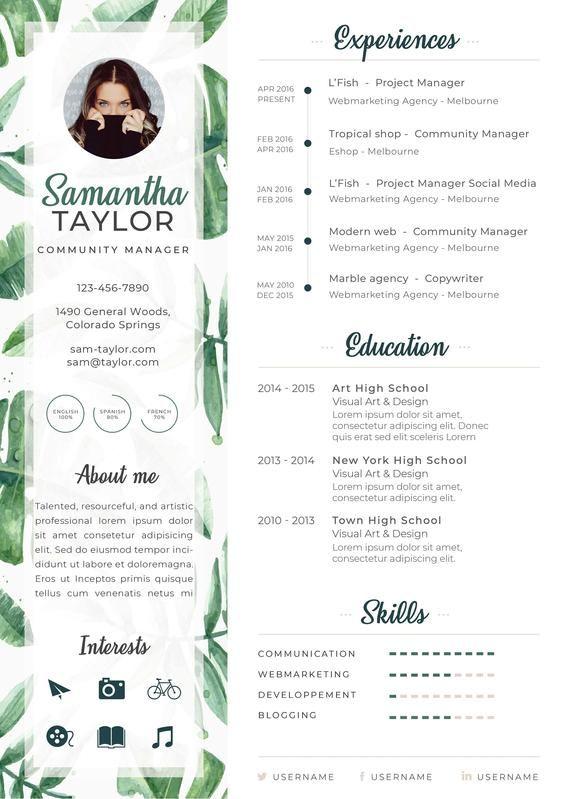 Samantha
TAYLOR
COMMUNITY MANAGER
123-456-7890
1490 General Woods,
Colorado Springs
sam-taylor.com
sam@taylor.com
ENGLISH
100%
SPANISH
80%
FRENCH
70%
About me
Talented, resourceful, and artistic
professional lorem ipsum dolor
sit amet consetetur adipisicing
elit. Sed do eiusmod tempor inci-
didunt ut labore et doloremagna.
Eros ut Inceptos primis quisque
tellus cum venenatis netus mi
Interests
Experiences
APR 2016
PRESENT
L'Fish - Project Manager
Webmarketing Agency - Melbourne
FEB 2016
APR 2016
Tropical shop - Community Manager
Eshop - Melbourne
JAN 2016
FEB 2016
L'Fish - Project Manager Social Media
Webmarketing Agency - Melbourne
MAY 2015
JAN 2016
Modern web - Community Manager
Webmarketing Agency - Melbourne
MAY 2010
DEC 2015
Marble agency - Copywriter
Webmarketing Agency - Melbourne
Education
2014 - 2015 Art High School
Visual Art & Design
Lorem ipsum dolor sit amet,
consectetur adipiscing elit. Donec
quis erat sed elit sceleris Lorem
2013 - 2014 New York High School
Visual Art & Design
Lorem ipsum dolor sit amet,
consectetur adipiscing elit.
2010 - 2013 Town High School
Visual Art & Design
Lorem ipsum dolor sit amet,
consectetur adipiscing elit.
Skills
COMMUNICATION
WEBMARKETING
DEVELOPPEMENT
BLOGGING
USERNAME USERNAME USERNAME